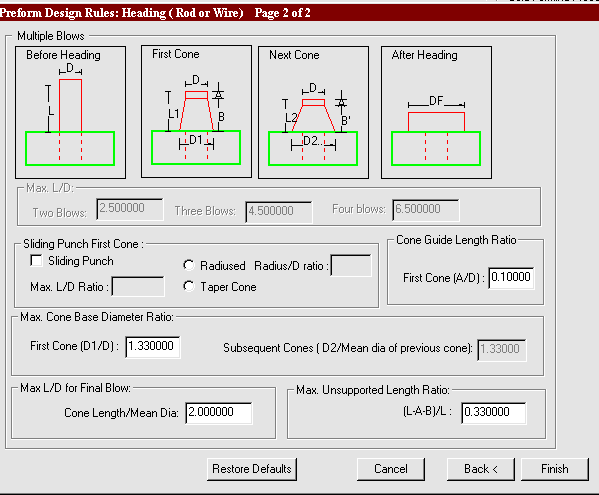 Preform Design Rules: Heading ( Rod or Wire) Page 2 of 2
Multiple Blows
Before Heading
First Cone
Next Cone
After Heading
D
L
D
A
L1
B
D1
D
A
L2
B'
D2..
DF
Max. L/D:
Two Blows: 2.500000 Three Blows: 4.500000 Four blows: 6.500000
Sliding Punch First Cone :
Sliding Punch
Radiused Radius/D ratio :
Max. L/D Ratio :
Taper Cone
Cone Guide Length Ratio
First Cone (A/D) : 0.10000
Max. Cone Base Diameter Ratio:
First Cone (D1/D) : 1.330000 Subsequent Cones ( D2/Mean dia of previous cone): 1.33000
Max L/D for Final Blow:
Cone Length/Mean Dia: 2.000000
Max. Unsupported Length Ratio:
(L-A-B)/L : 0.330000
Restore Defaults Cancel Back < Finish